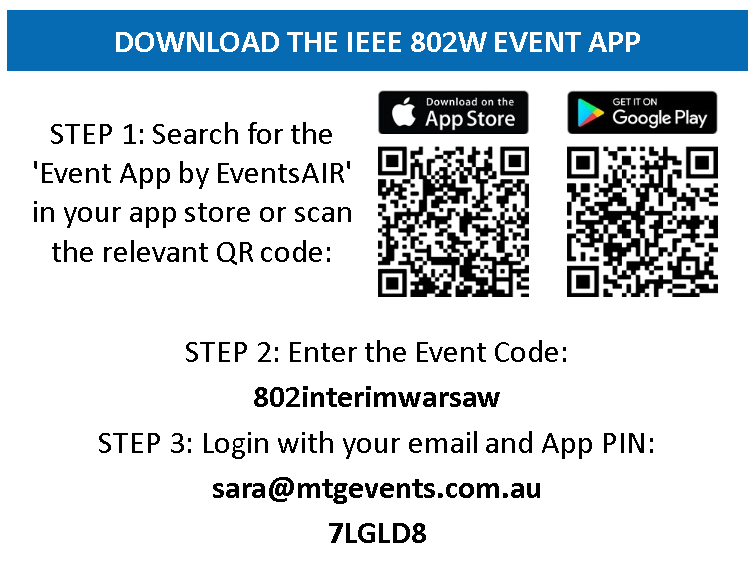 DOWNLOAD THE IEEE 802W EVENT APP
STEP 1: Search for the
'Event App by EventsAIR'
in your app store or scan
the relevant QR code:
Download on the
App Store
GET IT ON
Google Play
STEP 2: Enter the Event Code:
802interimwarsaw
STEP 3: Login with your email and App PIN:
sara@mtgevents.com.au
7LGLD8